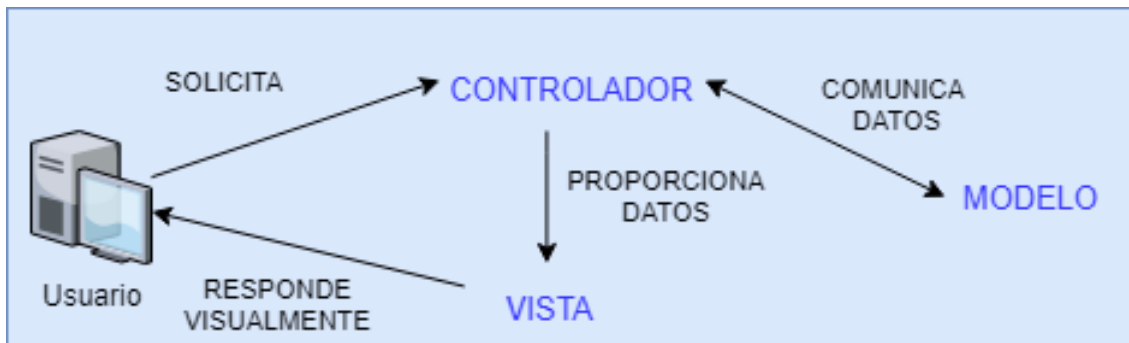 SOLICITA
CONTROLADOR
COMUNICA
DATOS
PROPORCIONA
DATOS
MODELO
Usuario
RESPONDE
VISUALMENTE
VISTA